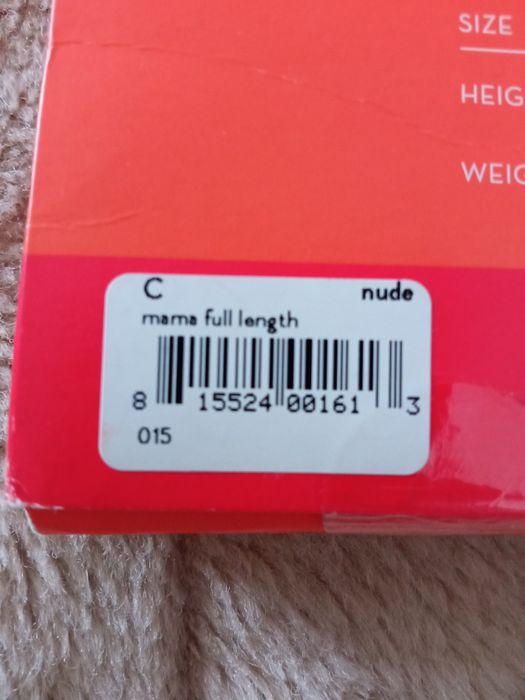 SIZE
HEIG
WEIG
C nude
mama full length
8 15524 00161 3
015